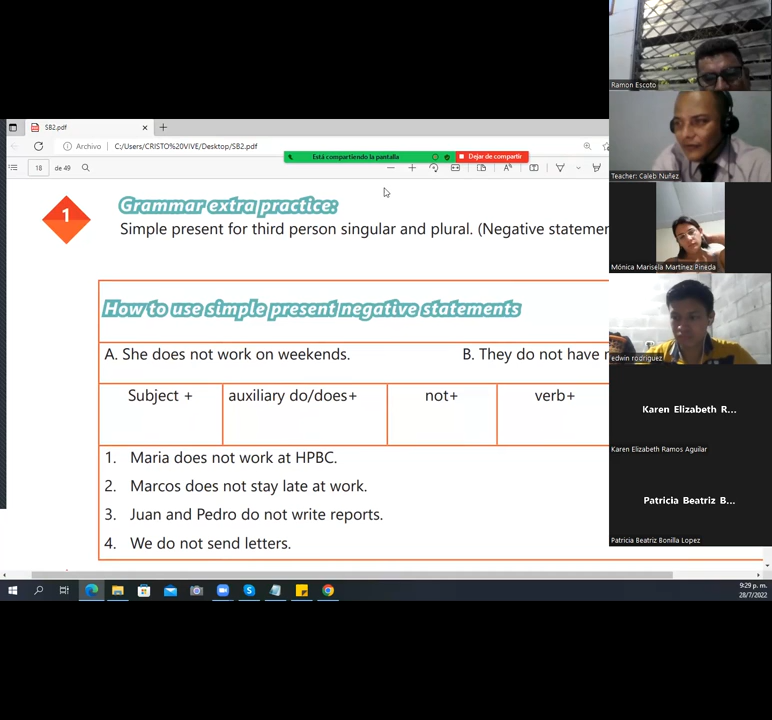 SB2.pdf
Archivo
C:/Users/CRISTO%20VIVE/Desktop/SB2.pdf
Está compartiendo la pantalla
Dejar de compartir
18
de 49
1
Grammar extra practice:
Simple present for third person singular and plural. (Negative statemen
How to use simple present negative statements
A. She does not work on weekends.
B. They do not have
Subject +
auxiliary do/does+
not+
verb+
1. Maria does not work at HPBC.
2. Marcos does not stay late at work.
3. Juan and Pedro do not write reports.
4. We do not send letters.
Ramon Escoto
Teacher: Caleb Nuñez
Mónica Marisela Martínez Pineda
edwin rodriguez
Karen Elizabeth R...
Karen Elizabeth Ramos Aguilar
Patricia Beatriz B...
Patricia Beatriz Bonilla Lopez
9:29 p. m.
28/7/2022